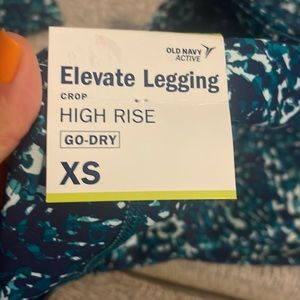 OLD NAVY
ACTIVE
Elevate Legging
CROP
HIGH RISE
GO-DRY
XS